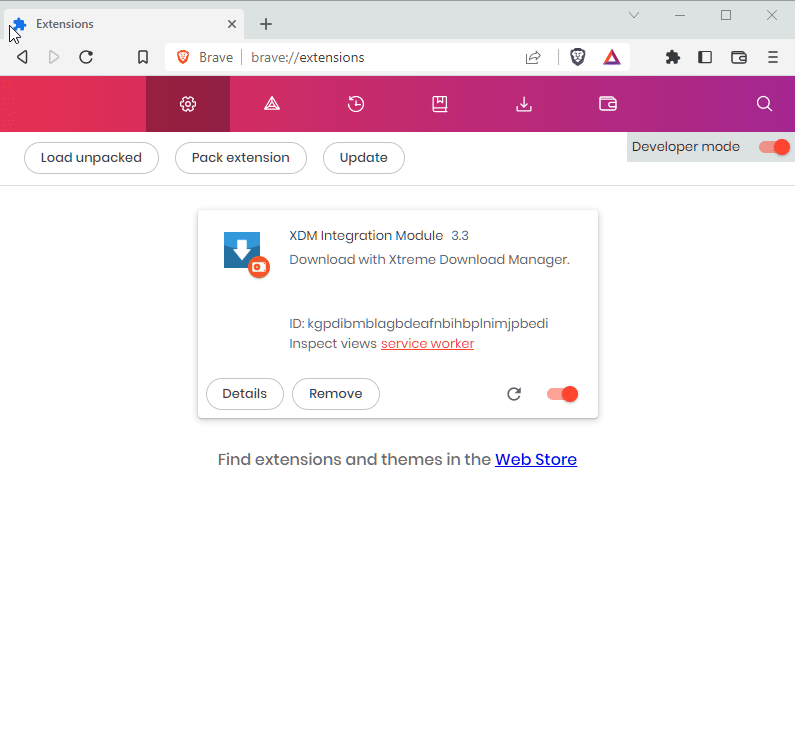 Extensions
Brave brave://extensions
Load unpacked Pack extension Update Developer mode
XDM Integration Module 3.3
Download with Xtreme Download Manager.
ID: kgpdibmblagbdeafnbihbplnimjpbedi
Inspect views service worker
Details Remove
Find extensions and themes in the Web Store